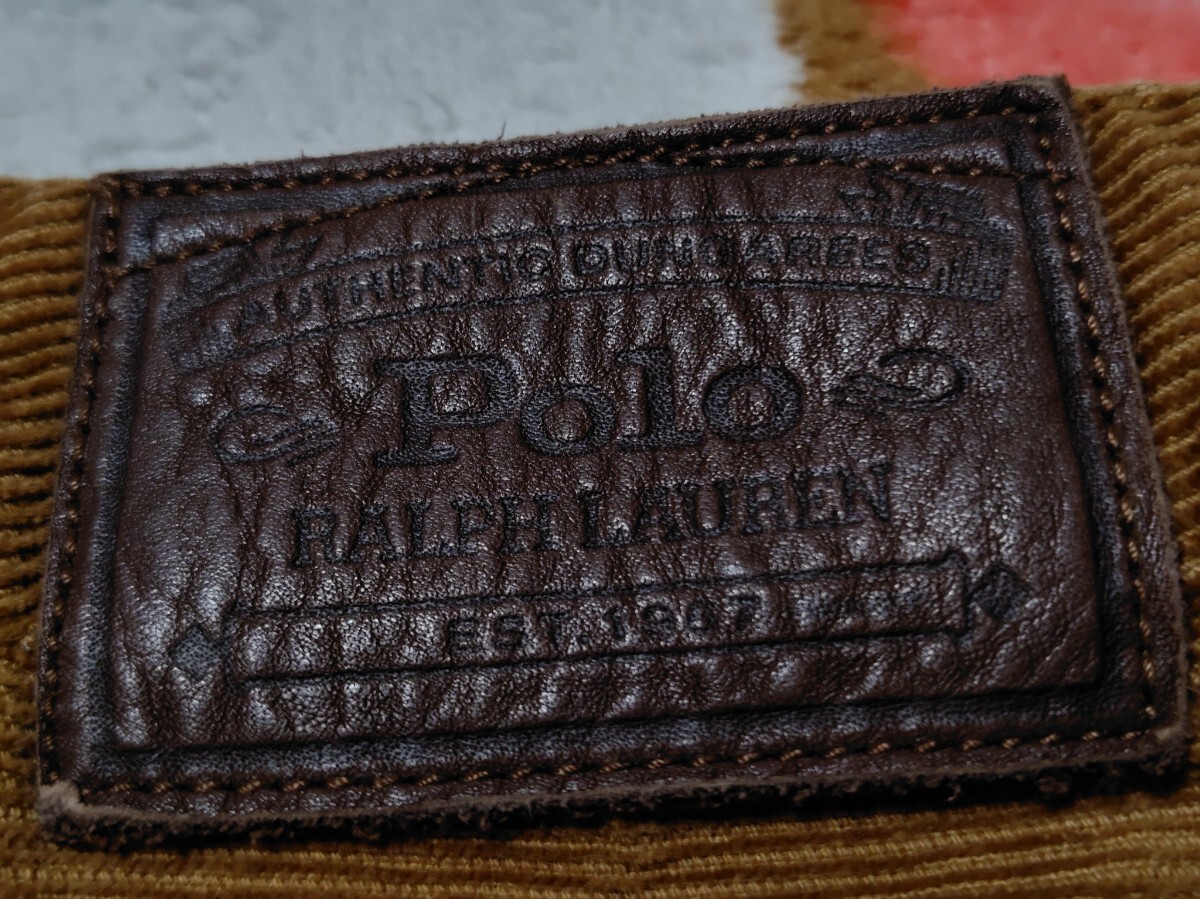 AUTHENTIC DUNGAREES
Polo
RALPH LAUREN
EST. 1967